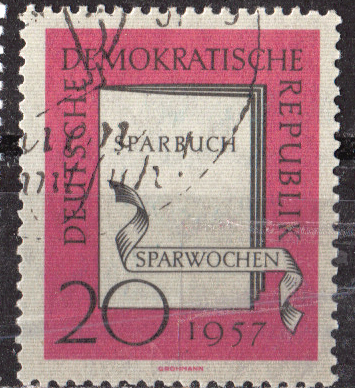 DEUTSCHE
DEMOKRATISCHE
REPUBLIK
SPARBUCH
SPARWOCHEN
20
1957